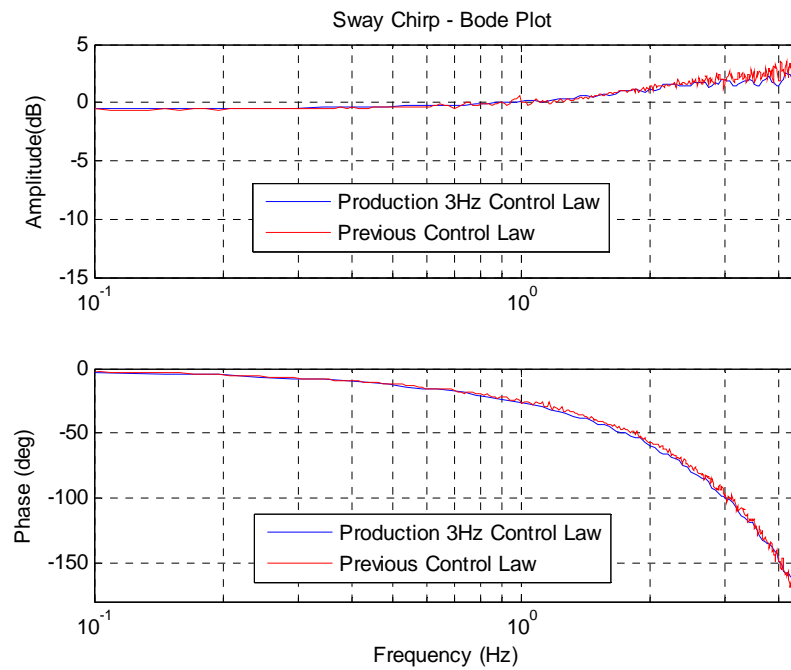 Sway Chirp - Bode Plot
5
0
-5
-10
-15
Amplitude(dB)
Production 3Hz Control Law
Previous Control Law
10^-1
10^0
0
-50
-100
-150
Phase (deg)
Production 3Hz Control Law
Previous Control Law
10^-1
10^0
Frequency (Hz)